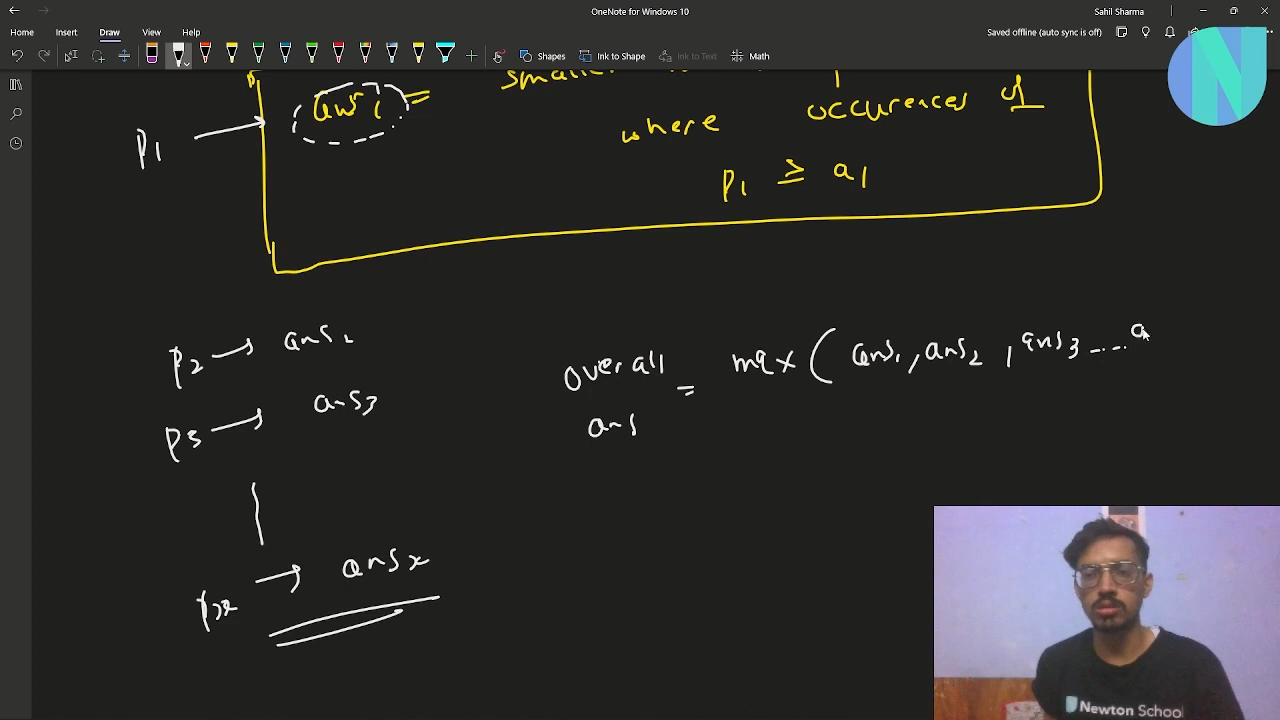 OneNote for Windows 10
Sahil Sharma
Home Insert Draw View Help
Saved offline (auto sync is off)
Shapes Ink to Shape Ink to Text Math
where occurences of
p1 ≥ a1
p1
p2 → ans2
Overall ans = max ( ans1, ans2, ans3 ... a
p3 → ans3
px → ansx
Newton School